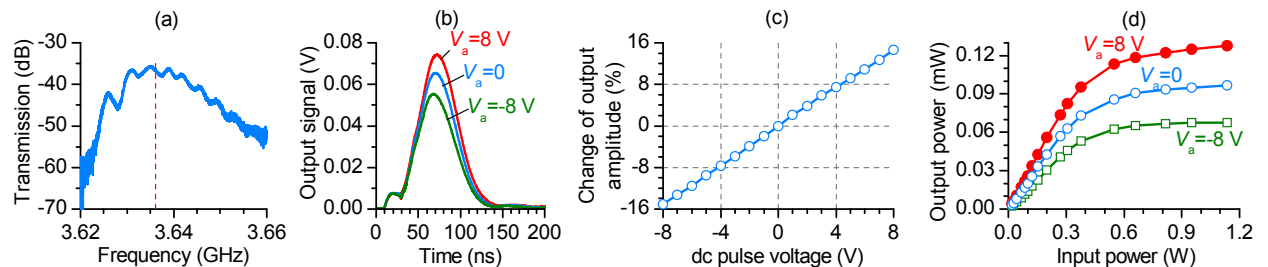 (a)
Transmission (dB)
-30
-40
-50
-60
-70
3.62
3.64
3.66
Frequency (GHz)
(b)
Output signal (V)
0.08
0.06
0.04
0.02
0.00
0
50
100
150
200
Time (ns)
Va=8 V
Va=0
Va=-8 V
(c)
Change of output
amplitude (%)
16
8
0
-8
-16
-8
-4
0
4
8
dc pulse voltage (V)
(d)
Output power (mW)
0.12
0.09
0.06
0.03
0.00
0.0
0.3
0.6
0.9
1.2
Input power (W)
Va=8 V
Va=0
Va=-8 V